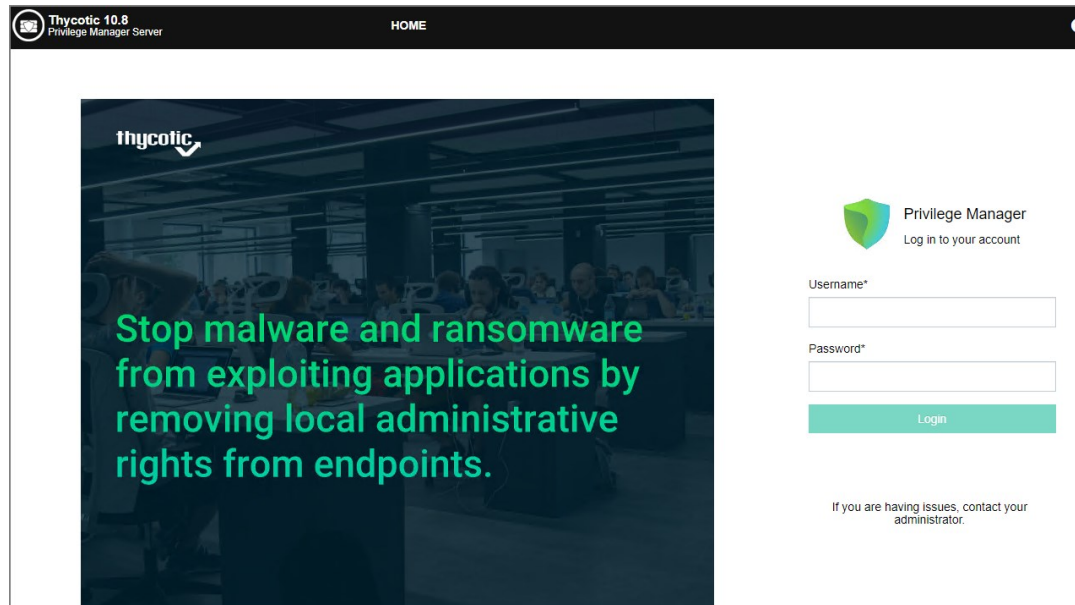 Thycotic 10.8
Privilege Manager Server
HOME
thycotic
Stop malware and ransomware
from exploiting applications by
removing local administrative
rights from endpoints.
Privilege Manager
Log in to your account
Username*
Password*
Login
If you are having issues, contact your
administrator.